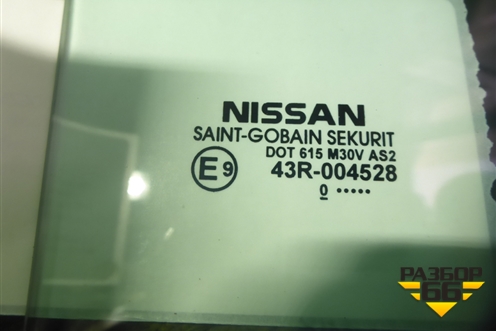 NISSAN
SAINT-GOBAIN SEKURIT
DOT 615 M30V AS2
E9 43R-004528
0 •••••
РАЗБОР
66